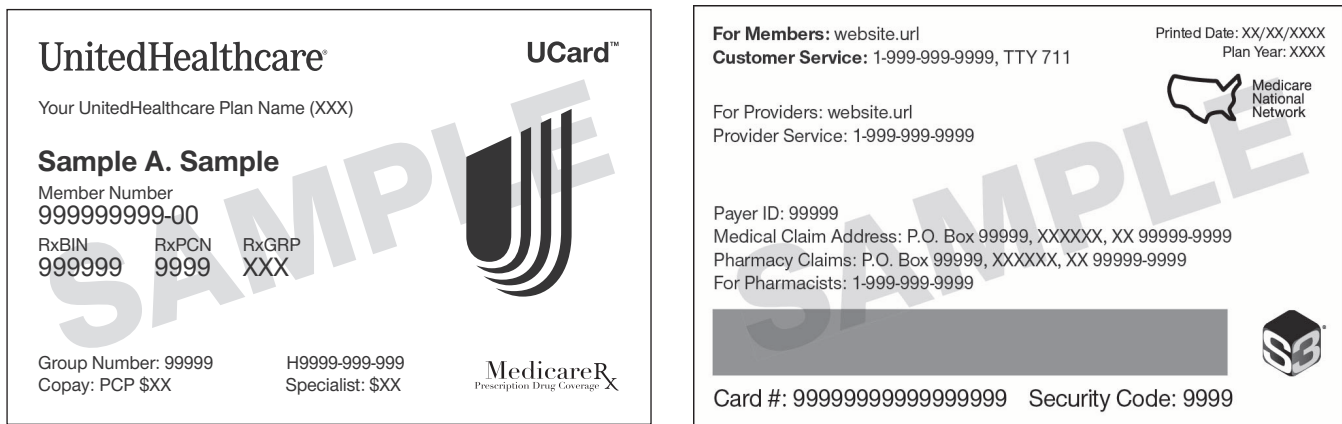 UnitedHealthcare®
UCard™
Your UnitedHealthcare Plan Name (XXX)
Sample A. Sample
Member Number
999999999-00
RxBIN RxPCN RxGRP
999999 9999 XXX
Group Number: 99999 H9999-999-999
Copay: PCP $XX Specialist: $XX
MedicareRx
Prescription Drug Coverage
SAMPLE
For Members: website.url
Customer Service: 1-999-999-9999, TTY 711
Printed Date: XX/XX/XXXX
Plan Year: XXXX
Medicare
National
Network
For Providers: website.url
Provider Service: 1-999-999-9999
Payer ID: 99999
Medical Claim Address: P.O. Box 99999, XXXXXX, XX 99999-9999
Pharmacy Claims: P.O. Box 99999, XXXXXX, XX 99999-9999
For Pharmacists: 1-999-999-9999
S3
Card #: 99999999999999999 Security Code: 9999
SAMPLE